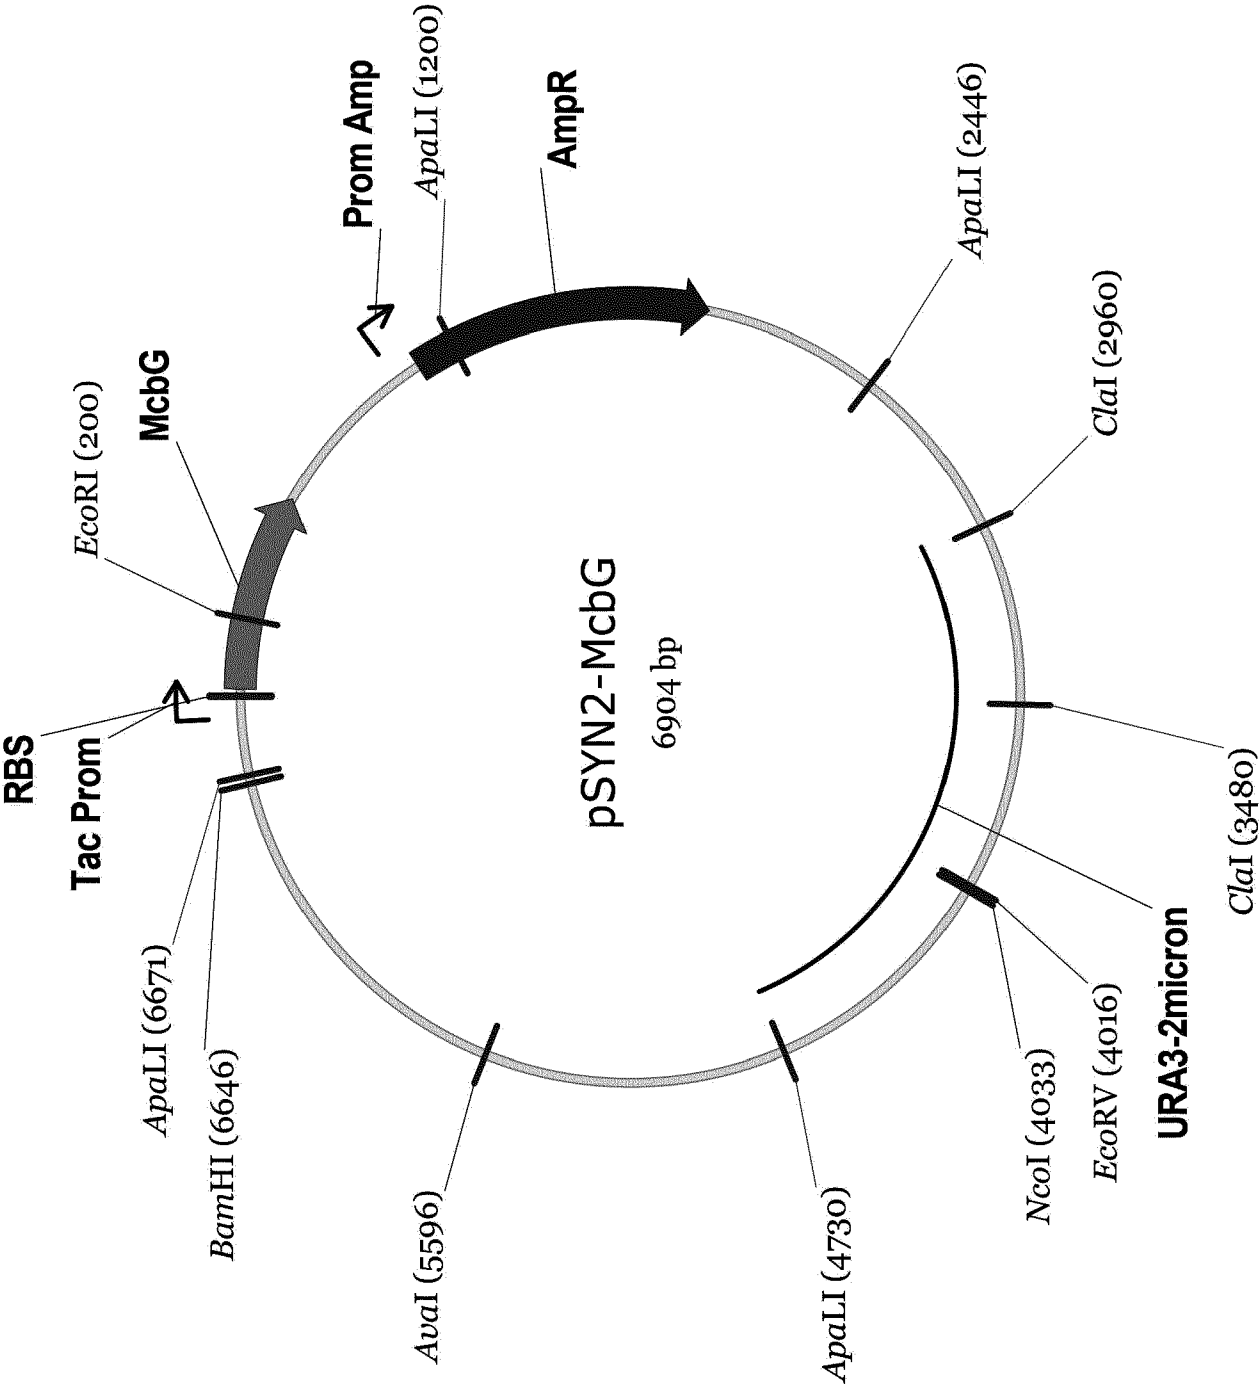 RBS
Tac Prom
EcoRI (200)
McbG
Prom Amp
ApaLI (1200)
AmpR
ApaLI (2446)
ClaI (2960)
ClaI (3480)
URA3-2micron
EcoRV (4016)
NcoI (4033)
ApaLI (4730)
AvaI (5596)
BamHI (6646)
ApaLI (6671)
pSYN2-McbG
6904 bp